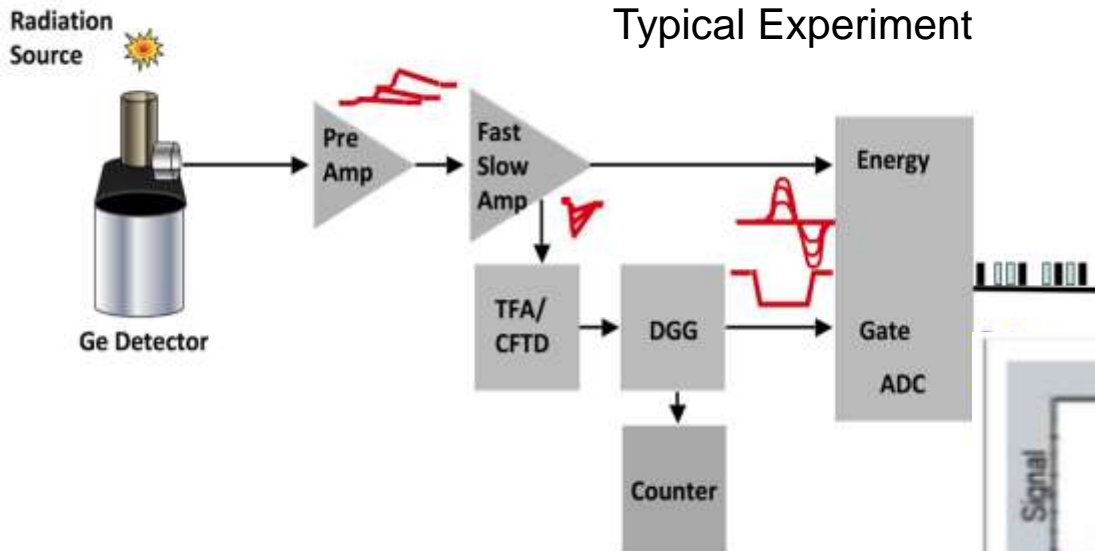 Typical Experiment
Radiation
Source
Ge Detector
Pre
Amp
Fast
Slow
Amp
TFA/
CFTD
DGG
Counter
Energy
Gate
ADC
Signal